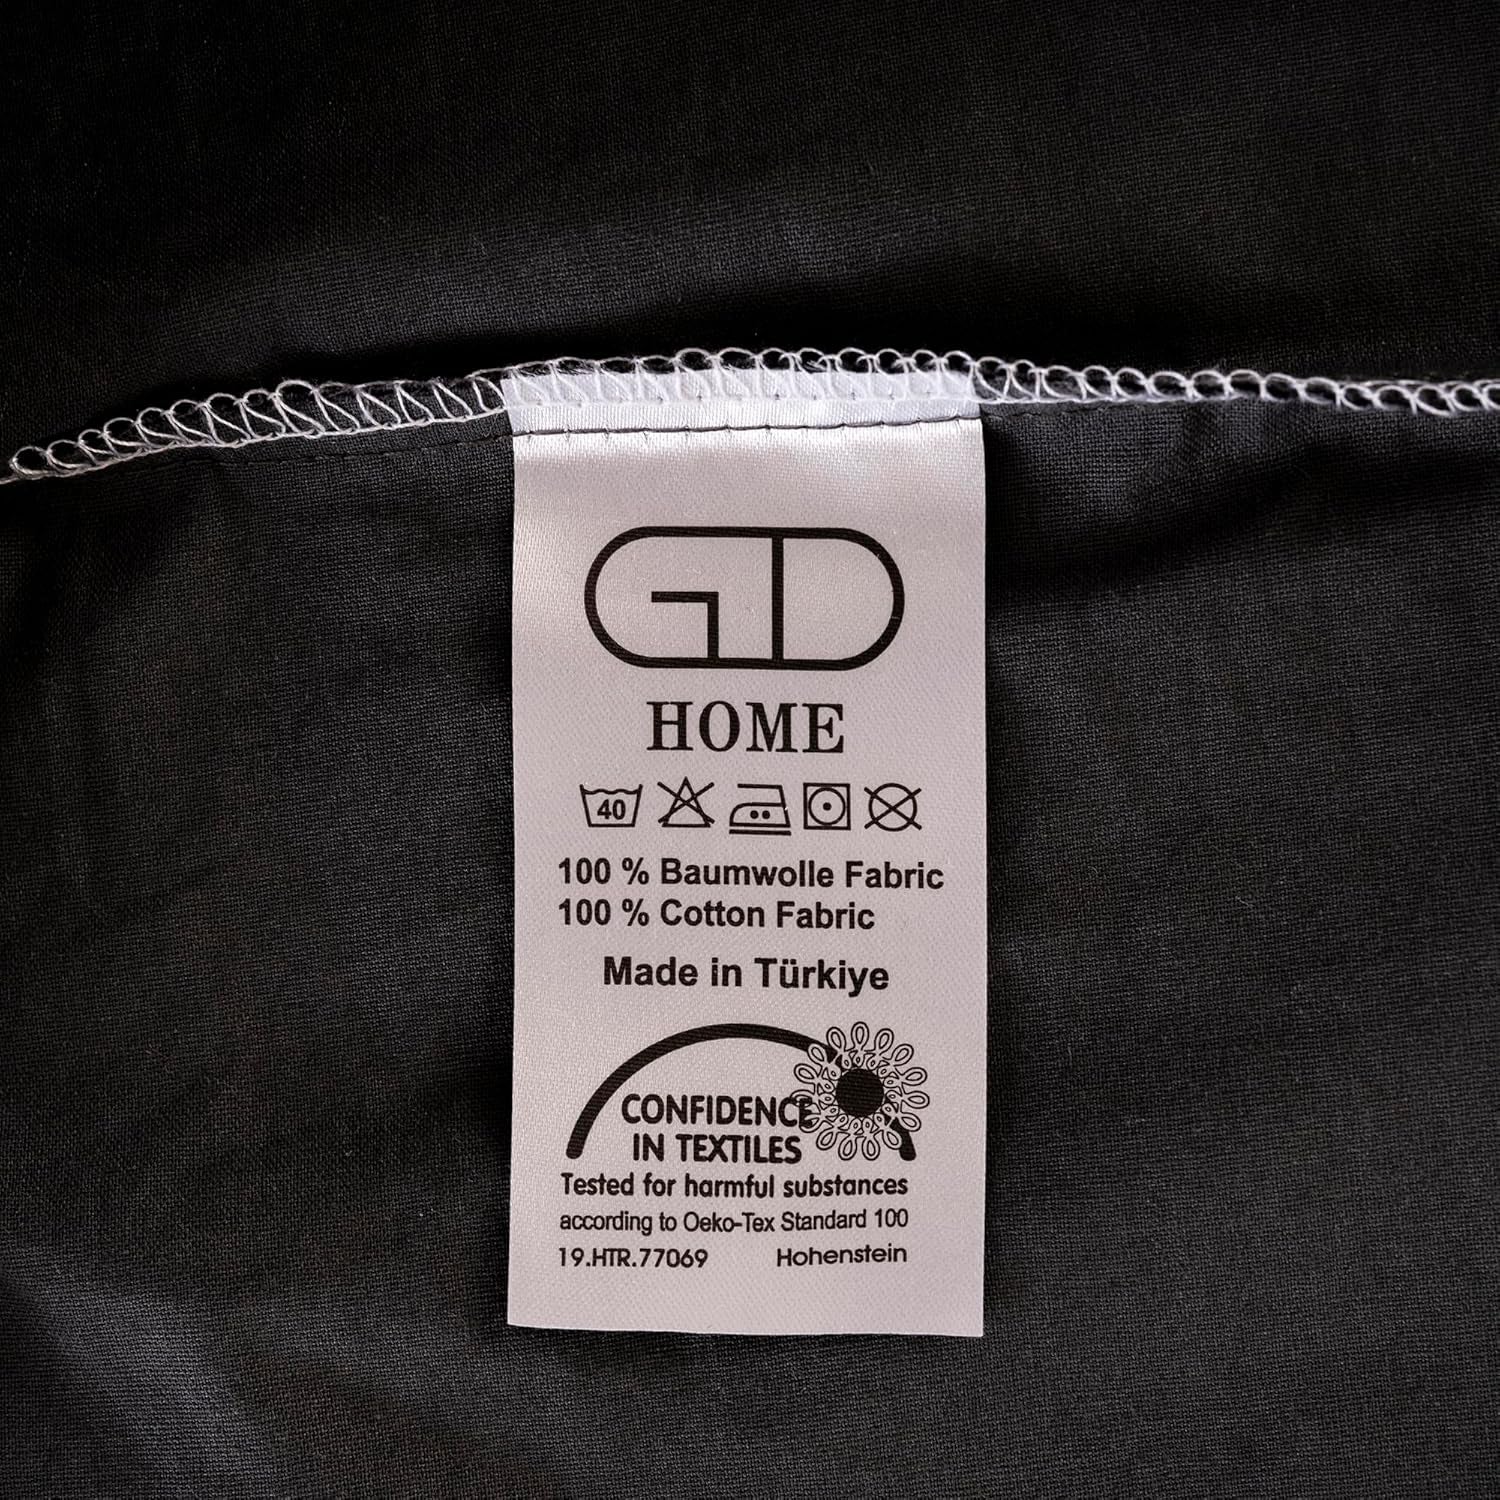 GD
HOME
40
100 % Baumwolle Fabric
100 % Cotton Fabric
Made in Türkiye
CONFIDENCE
IN TEXTILES
Tested for harmful substances
according to Oeko-Tex Standard 100
19.HTR.77069 Hohenstein